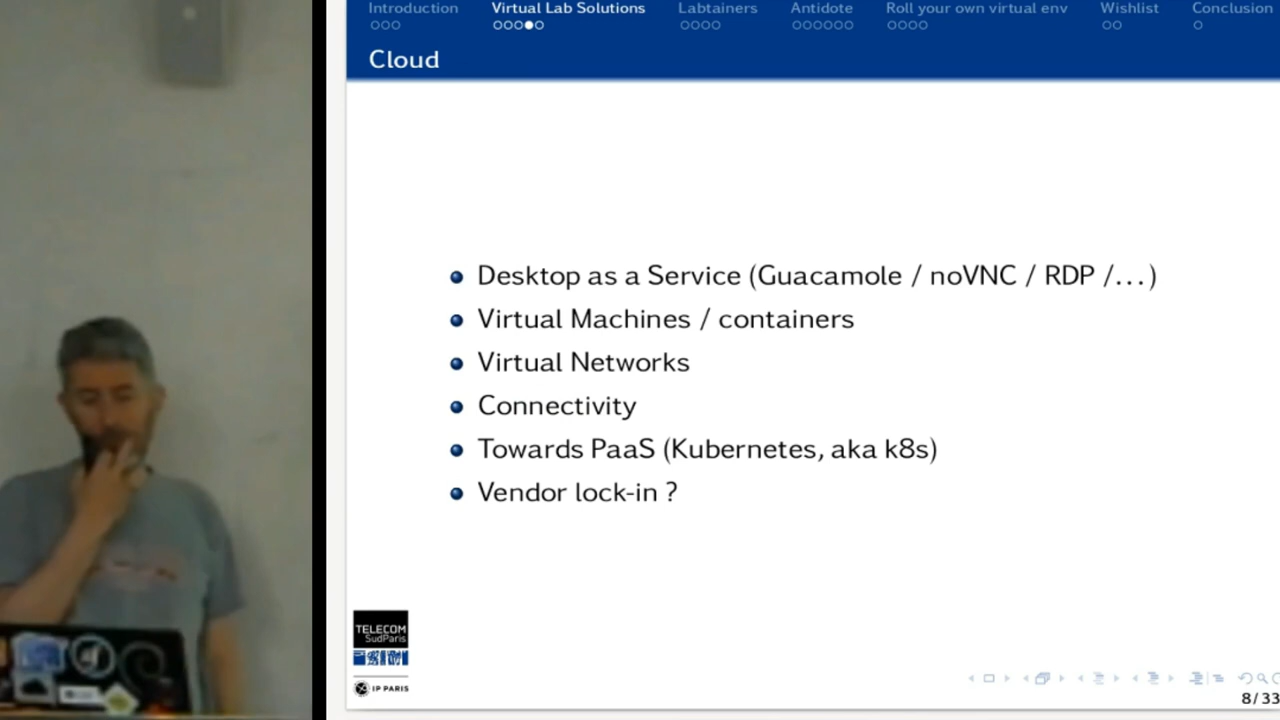 Introduction Virtual Lab Solutions Labtainers Antidote Roll your own virtual env Wishlist Conclusion
Cloud
Desktop as a Service (Guacamole / noVNC / RDP /...)
Virtual Machines / containers
Virtual Networks
Connectivity
Towards PaaS (Kubernetes, aka k8s)
Vendor lock-in ?
TELECOM
SudParis
IP PARIS
8/33